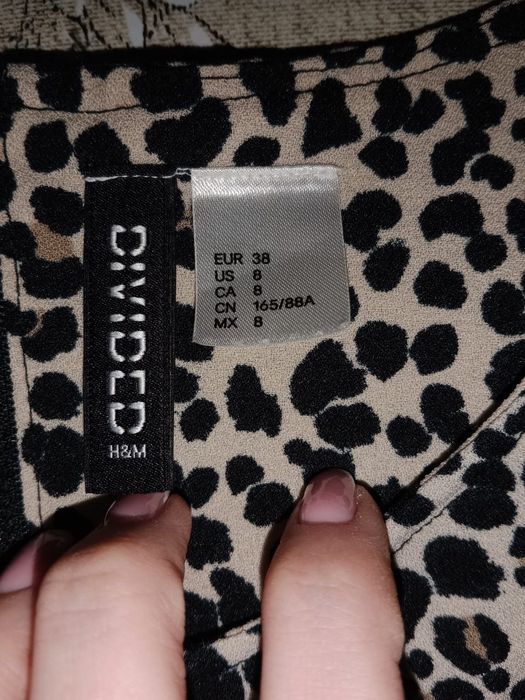 DIVIDED
H&M
EUR 38
US 8
CA 8
CN 165/88A
MX 8